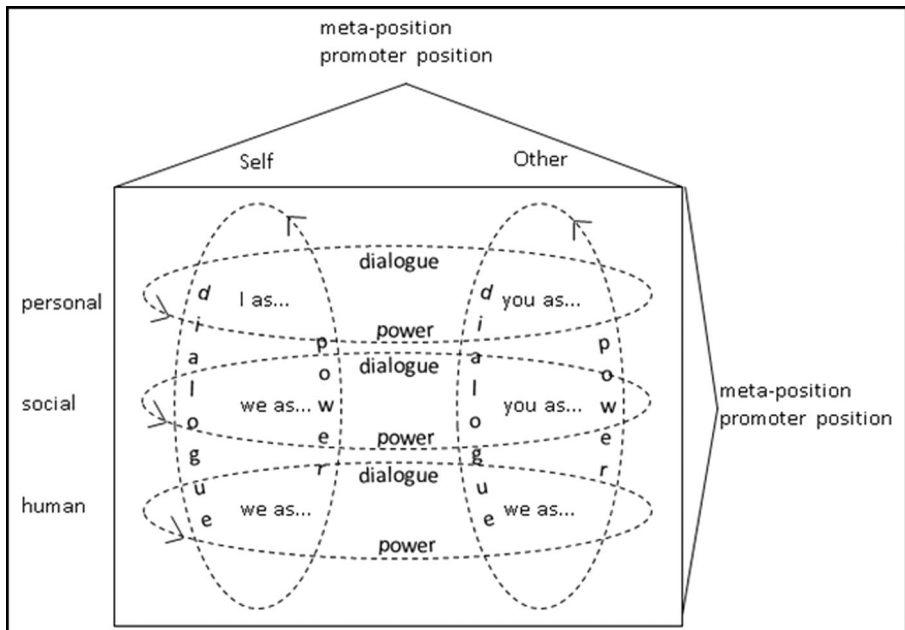 meta-position
promoter position
Self
Other
dialogue
personal
I as...
you as...
power
dialogue
social
we as...
you as...
meta-position
promoter position
power
dialogue
human
we as...
we as...
power
dialogue
power
dialogue
power